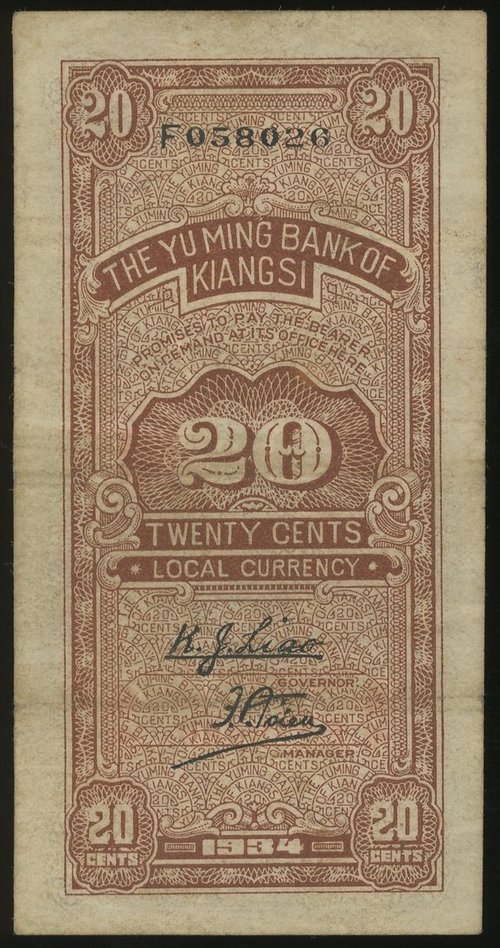 20 20
F058026
THE YU MING BANK OF
KIANGSI
PROMISES TO PAY THE BEARER
ON DEMAND AT ITS OFFICE HERE
20
TWENTY CENTS
LOCAL CURRENCY
K. J. Liao
GOVERNOR
MANAGER
20 20
CENTS 1934 CENTS